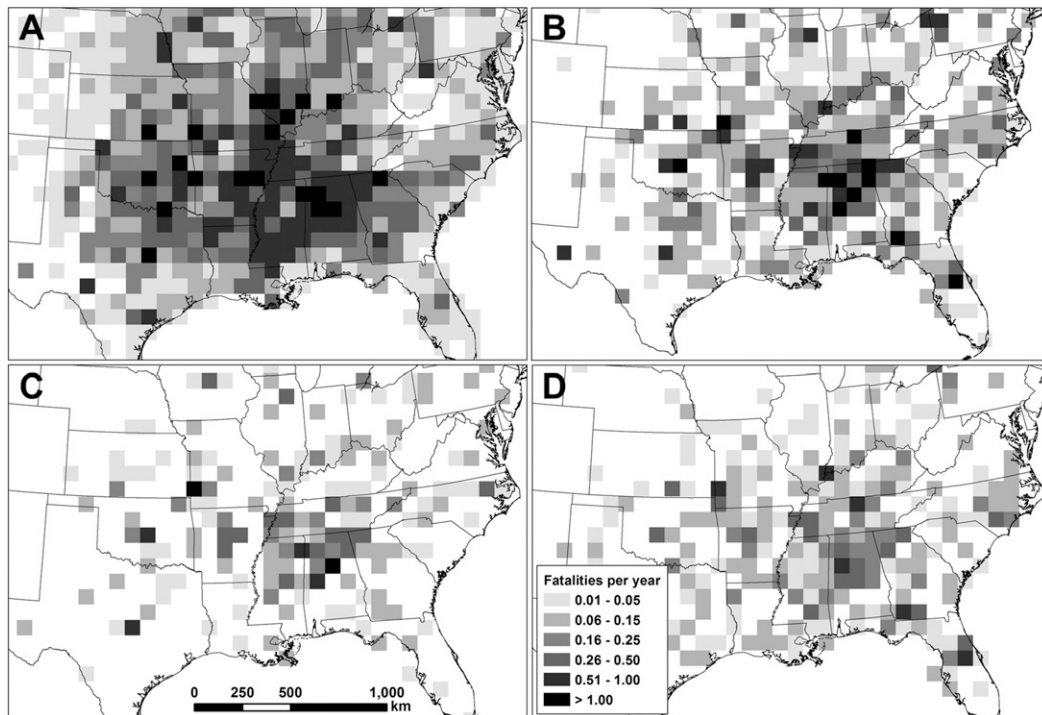 A
B
C
D
Fatalities per year
0.01 - 0.05
0.06 - 0.15
0.16 - 0.25
0.26 - 0.50
0.51 - 1.00
> 1.00
0 250 500 1,000
km